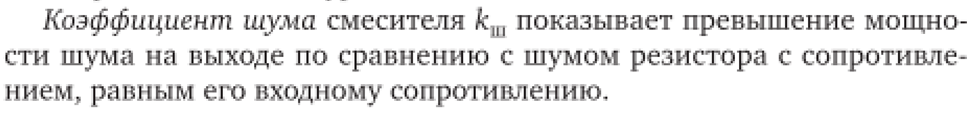 Коэффициент шума смесителя kш показывает превышение мощно-
сти шума на выходе по сравнению с шумом резистора с сопротивле-
нием, равным его входному сопротивлению.